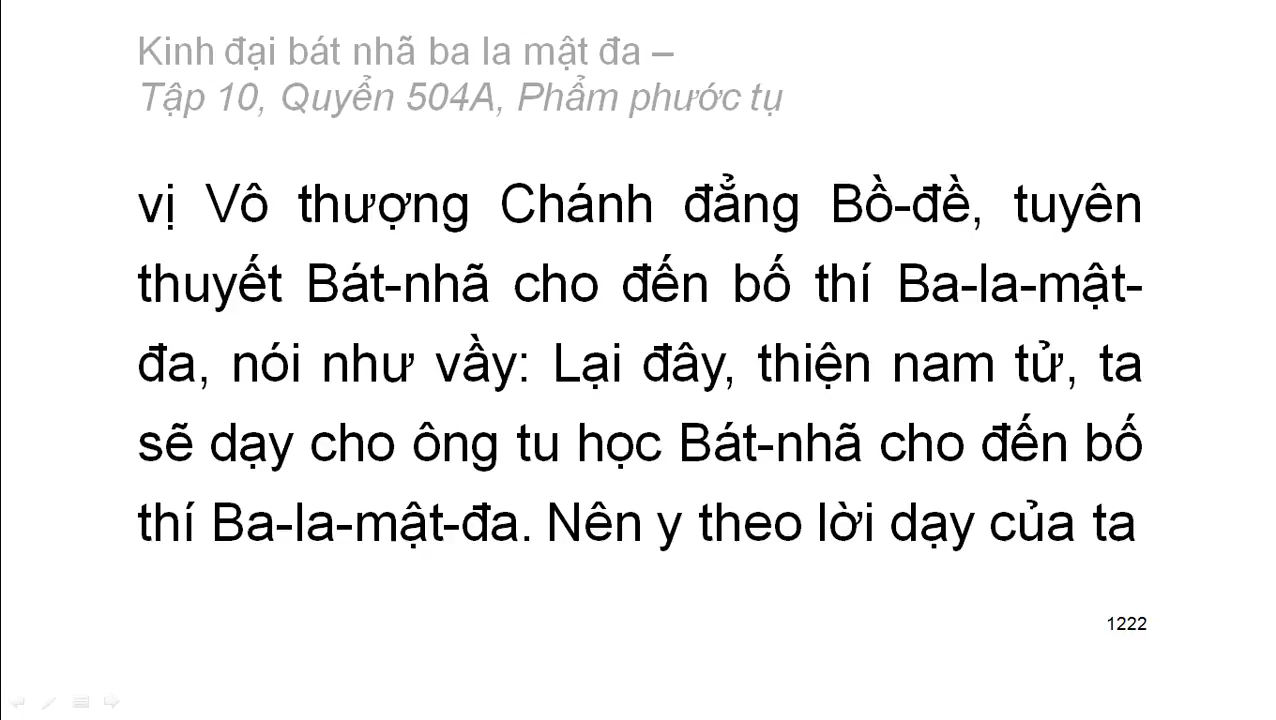 Kinh đại bát nhã ba la mật đa –
Tập 10, Quyển 504A, Phẩm phước tụ
vị Vô thượng Chánh đẳng Bồ-đề, tuyên
thuyết Bát-nhã cho đến bố thí Ba-la-mật-
đa, nói như vầy: Lại đây, thiện nam tử, ta
sẽ dạy cho ông tu học Bát-nhã cho đến bố
thí Ba-la-mật-đa. Nên y theo lời dạy của ta
1222